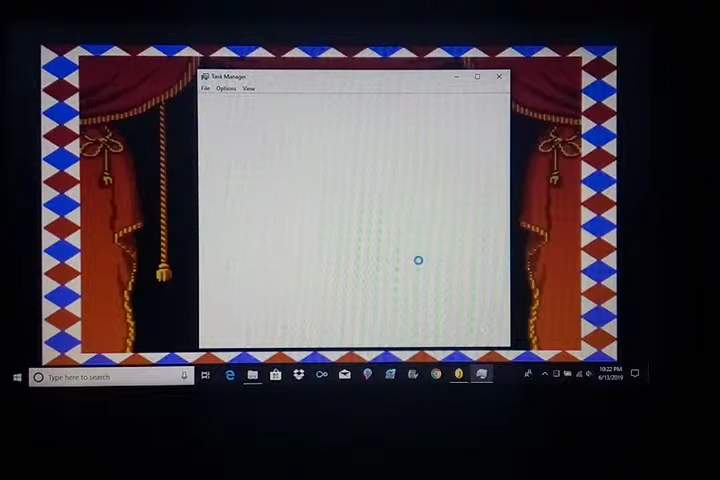 Task Manager
File Options View
Type here to search
10:22 PM
6/13/2019